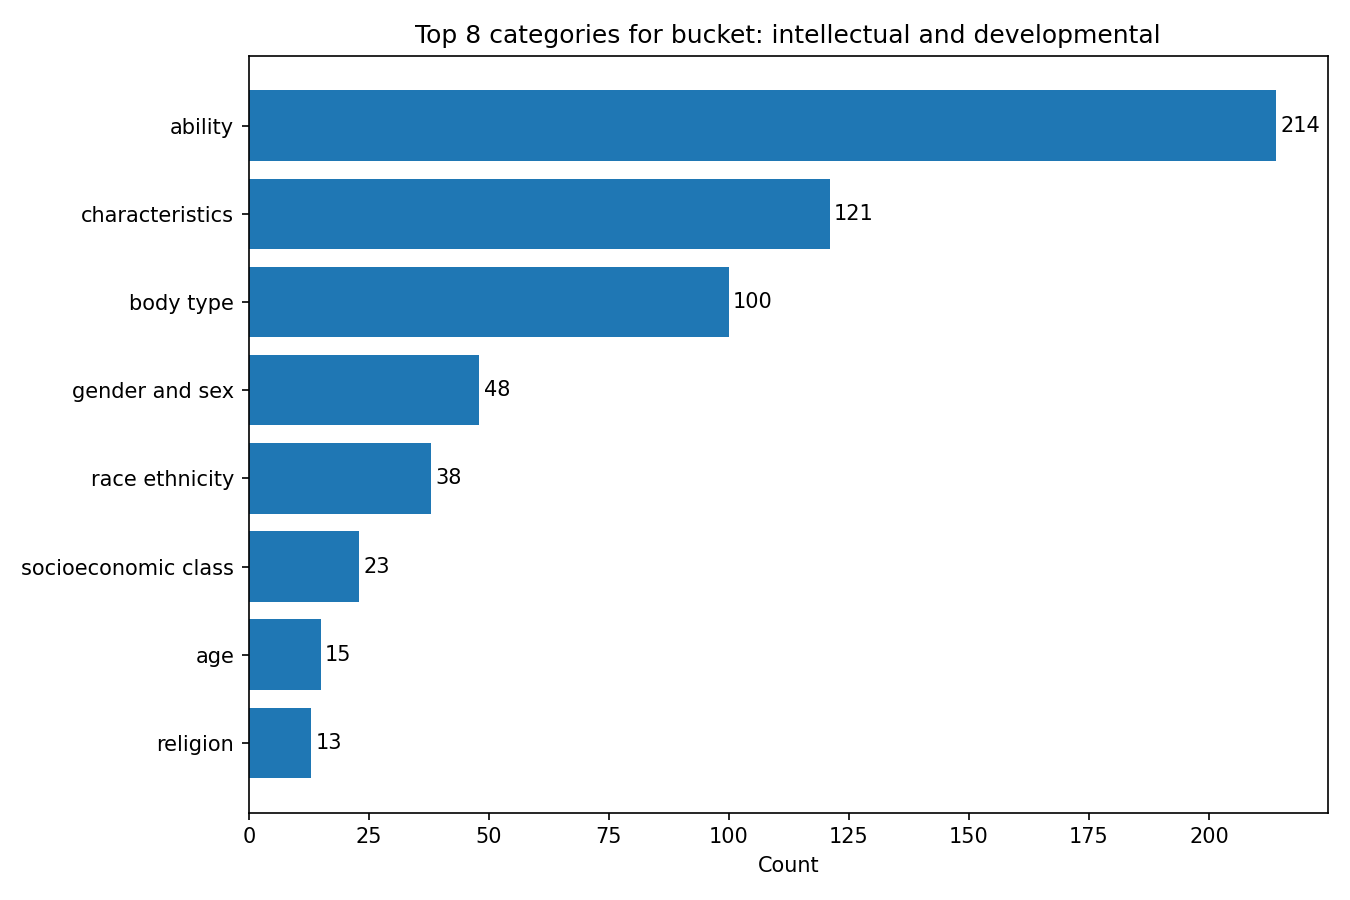 Top 8 categories for bucket: intellectual and developmental
ability 214
characteristics 121
body type 100
gender and sex 48
race ethnicity 38
socioeconomic class 23
age 15
religion 13
0 25 50 75 100 125 150 175 200
Count